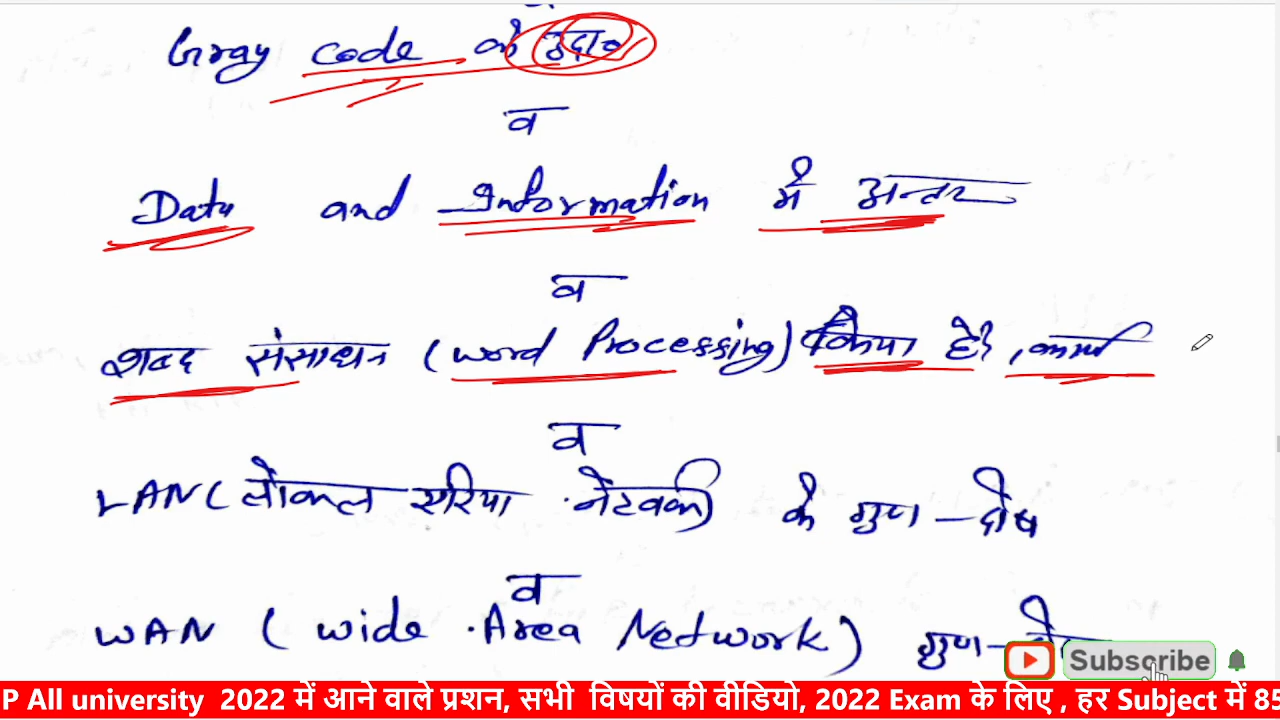 Gray code के उदा०
व
Data and Information में अन्तर
व
शब्द संसाधन (word Processing) किया है, कार्य
व
LAN (लोकल एरिया नेटवर्क) के गुण-दोष
व
WAN ( wide Area Network) गुण-
Subscribe
P All university 2022 में आने वाले प्रशन, सभी विषयों की वीडियो, 2022 Exam के लिए , हर Subject में 85